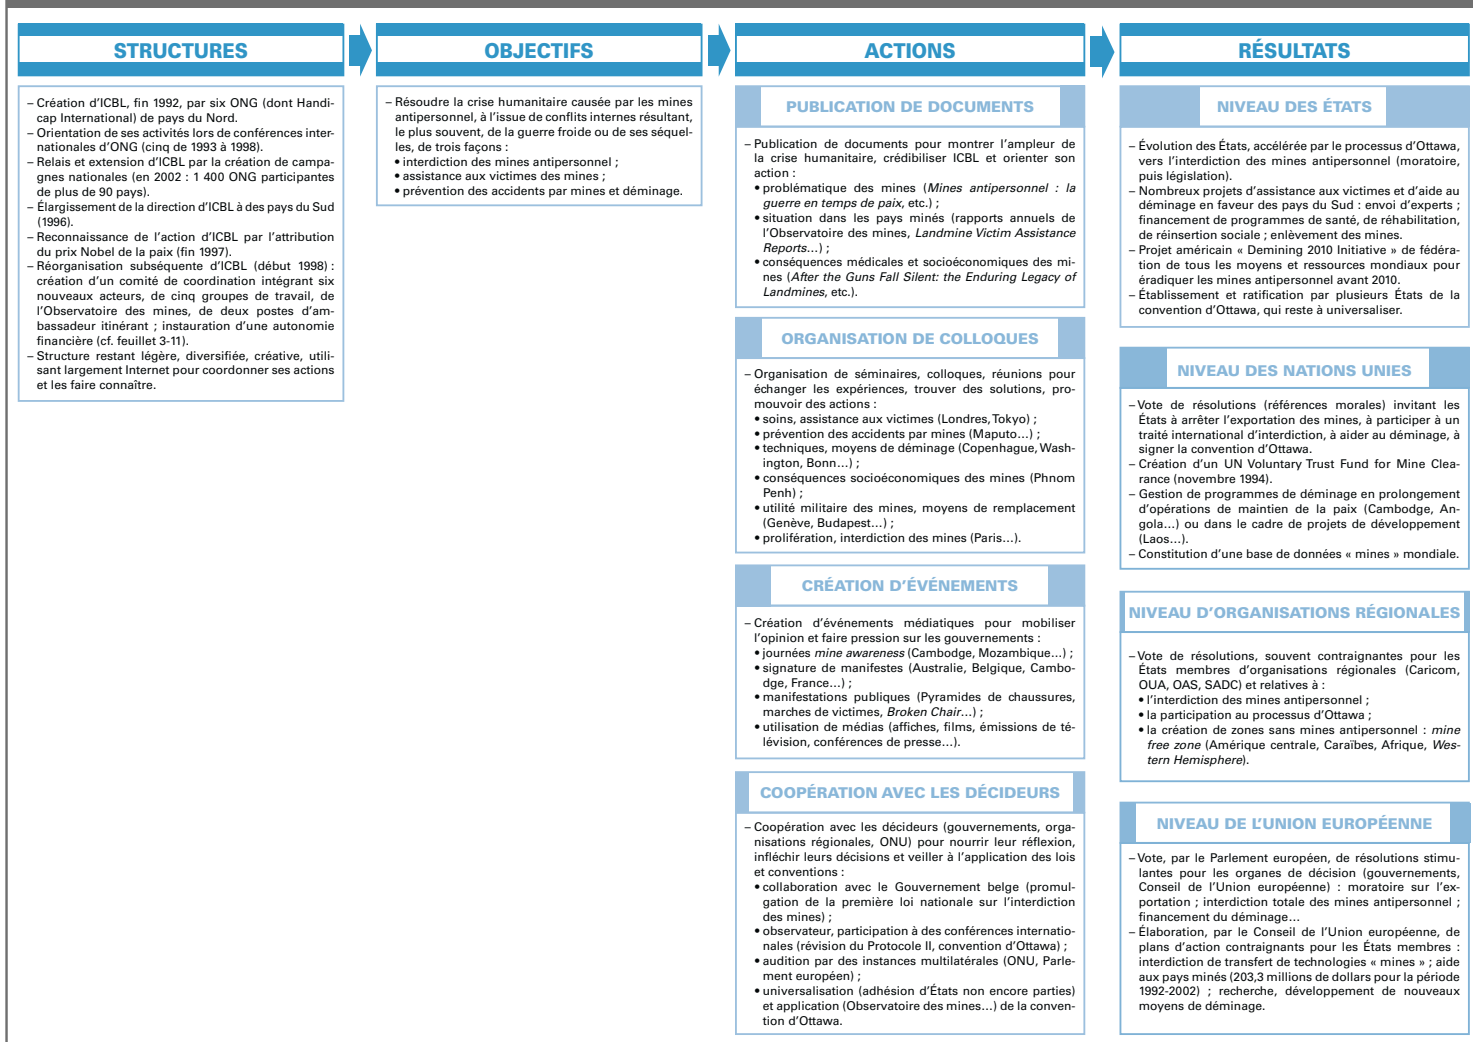 STRUCTURES
– Création d'ICBL, fin 1992, par six ONG (dont Handi-
cap International) de pays du Nord.
– Orientation de ses activités lors de conférences inter-
nationales d'ONG (cinq de 1993 à 1998).
– Relais et extension d'ICBL par la création de campa-
gnes nationales (en 2002 : 1 400 ONG participantes
de plus de 90 pays).
– Élargissement de la direction d'ICBL à des pays du Sud
(1996).
– Reconnaissance de l'action d'ICBL par l'attribution
du prix Nobel de la paix (fin 1997).
– Réorganisation subséquente d'ICBL (début 1998) :
création d'un comité de coordination intégrant six
nouveaux acteurs, de cinq groupes de travail, de
l'Observatoire des mines, de deux postes d'am-
bassadeur itinérant ; instauration d'une autonomie
financière (cf. feuillet 3-11).
– Structure restant légère, diversifiée, créative, utili-
sant largement Internet pour coordonner ses actions
et les faire connaître.
OBJECTIFS
– Résoudre la crise humanitaire causée par les mines
antipersonnel, à l'issue de conflits internes résultant,
le plus souvent, de la guerre froide ou de ses séquel-
les, de trois façons :
• interdiction des mines antipersonnel ;
• assistance aux victimes des mines ;
• prévention des accidents par mines et déminage.
ACTIONS
PUBLICATION DE DOCUMENTS
– Publication de documents pour montrer l'ampleur de
la crise humanitaire, crédibiliser ICBL et orienter son
action :
• problématique des mines (Mines antipersonnel : la
guerre en temps de paix, etc.) ;
• situation dans les pays minés (rapports annuels de
l'Observatoire des mines, Landmine Victim Assistance
Reports…) ;
• conséquences médicales et socioéconomiques des mi-
nes (After the Guns Fall Silent: the Enduring Legacy of
Landmines, etc.).
ORGANISATION DE COLLOQUES
– Organisation de séminaires, colloques, réunions pour
échanger les expériences, trouver des solutions, pro-
mouvoir des actions :
• soins, assistance aux victimes (Londres, Tokyo) ;
• prévention des accidents par mines (Maputo…) ;
• techniques, moyens de déminage (Copenhague, Wash-
ington, Bonn…) ;
• conséquences socioéconomiques des mines (Phnom
Penh) ;
• utilité militaire des mines, moyens de remplacement
(Genève, Budapest…) ;
• prolifération, interdiction des mines (Paris…).
CRÉATION D'ÉVÉNEMENTS
– Création d'événements médiatiques pour mobiliser
l'opinion et faire pression sur les gouvernements :
• journées mine awareness (Cambodge, Mozambique…) ;
• signature de manifestes (Australie, Belgique, Cambo-
dge, France…) ;
• manifestations publiques (Pyramides de chaussures,
marches de victimes, Broken Chair…) ;
• utilisation de médias (affiches, films, émissions de té-
lévision, conférences de presse…).
COOPÉRATION AVEC LES DÉCIDEURS
– Coopération avec les décideurs (gouvernements, orga-
nisations régionales, ONU) pour nourrir leur réflexion,
infléchir leurs décisions et veiller à l'application des lois
et conventions :
• collaboration avec le Gouvernement belge (promul-
gation de la première loi nationale sur l'interdiction
des mines) ;
• observateur, participation à des conférences internatio-
nales (révision du Protocole II, convention d'Ottawa) ;
• audition par des instances multilatérales (ONU, Parle-
ment européen) ;
• universalisation (adhésion d'États non encore parties)
et application (Observatoire des mines…) de la conven-
tion d'Ottawa.
RÉSULTATS
NIVEAU DES ÉTATS
– Évolution des États, accélérée par le processus d'Ottawa,
vers l'interdiction des mines antipersonnel (moratoire,
puis législation).
– Nombreux projets d'assistance aux victimes et d'aide au
déminage en faveur des pays du Sud : envoi d'experts ;
financement de programmes de santé, de réhabilitation,
de réinsertion sociale ; enlèvement des mines.
– Projet américain « Demining 2010 Initiative » de fédéra-
tion de tous les moyens et ressources mondiaux pour
éradiquer les mines antipersonnel avant 2010.
– Établissement et ratification par plusieurs États de la
convention d'Ottawa, qui reste à universaliser.
NIVEAU DES NATIONS UNIES
– Vote de résolutions (références morales) invitant les
États à arrêter l'exportation des mines, à participer à un
traité international d'interdiction, à aider au déminage, à
signer la convention d'Ottawa.
– Création d'un UN Voluntary Trust Fund for Mine Clea-
rance (novembre 1994).
– Gestion de programmes de déminage en prolongement
d'opérations de maintien de la paix (Cambodge, An-
gola…) ou dans le cadre de projets de développement
(Laos…).
– Constitution d'une base de données « mines » mondiale.
NIVEAU D'ORGANISATIONS RÉGIONALES
– Vote de résolutions, souvent contraignantes pour les
États membres d'organisations régionales (Caricom,
OUA, OAS, SADC) et relatives à :
• l'interdiction des mines antipersonnel ;
• la participation au processus d'Ottawa ;
• la création de zones sans mines antipersonnel : mine
free zone (Amérique centrale, Caraïbes, Afrique, Wes-
tern Hemisphere).
NIVEAU DE L'UNION EUROPÉENNE
– Vote, par le Parlement européen, de résolutions stimu-
lantes pour les organes de décision (gouvernements,
Conseil de l'Union européenne) : moratoire sur l'ex-
portation ; interdiction totale des mines antipersonnel ;
financement du déminage…
– Élaboration, par le Conseil de l'Union européenne, de
plans d'action contraignants pour les États membres :
interdiction de transfert de technologies « mines » ; aide
aux pays minés (203,3 millions de dollars pour la période
1992-2002) ; recherche, développement de nouveaux
moyens de déminage.